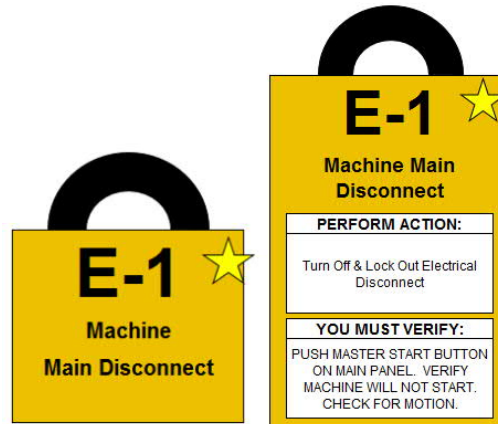 E-1
Machine
Main Disconnect
E-1
Machine Main
Disconnect
PERFORM ACTION:
Turn Off & Lock Out Electrical
Disconnect
YOU MUST VERIFY:
PUSH MASTER START BUTTON
ON MAIN PANEL. VERIFY
MACHINE WILL NOT START.
CHECK FOR MOTION.